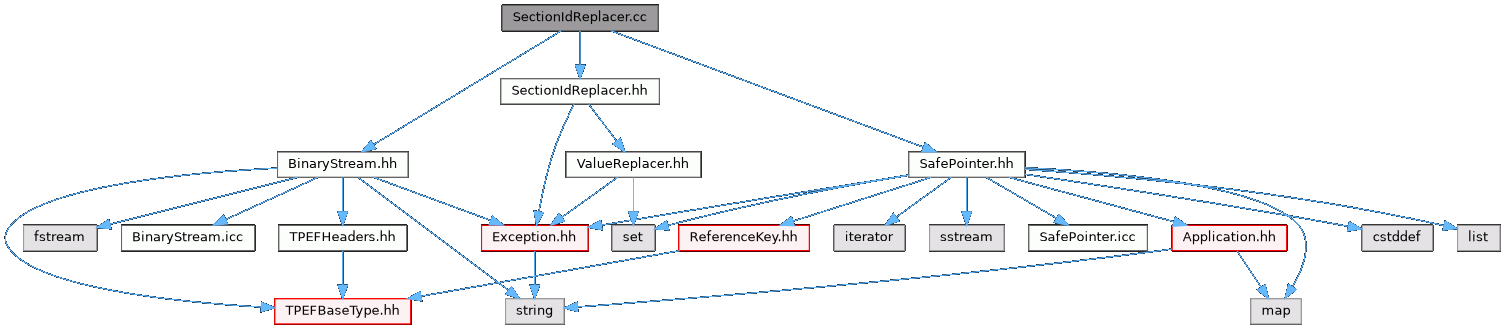 SectionIdReplacer.cc
SectionIdReplacer.hh
BinaryStream.hh
ValueReplacer.hh
SafePointer.hh
fstream
BinaryStream.icc
TPEFHeaders.hh
Exception.hh
set
ReferenceKey.hh
iterator
sstream
SafePointer.icc
Application.hh
cstddef
list
TPEFBaseType.hh
string
map